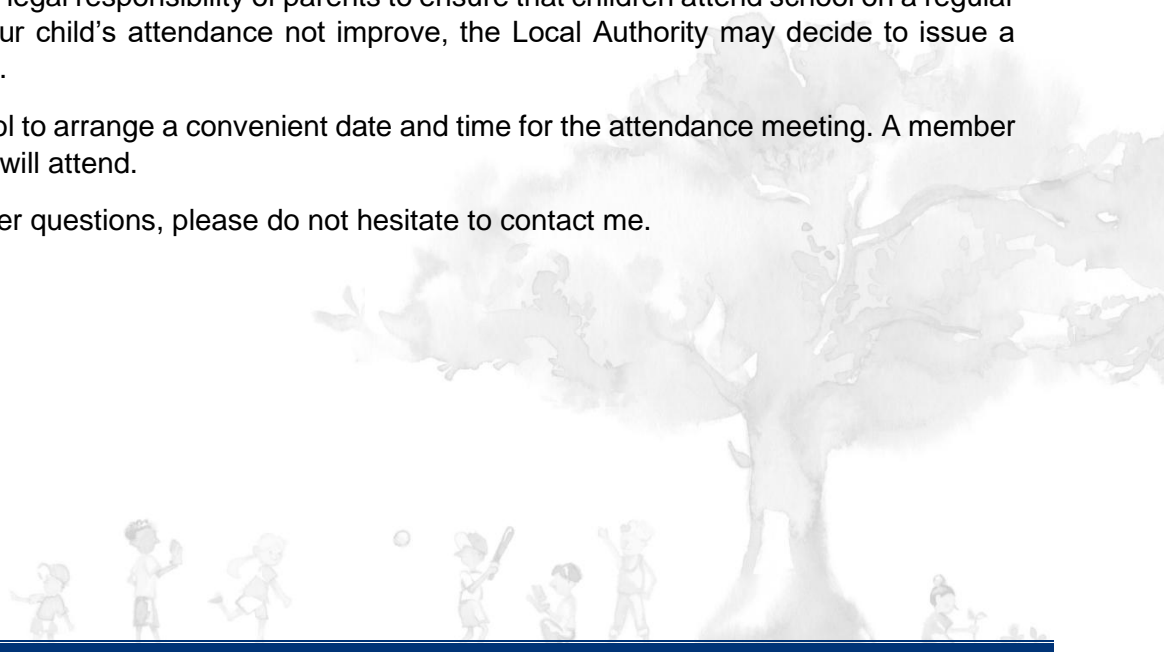 legal responsibility of parents to ensure that children attend school on a regular
ur child's attendance not improve, the Local Authority may decide to issue a
.
ol to arrange a convenient date and time for the attendance meeting. A member
will attend.
er questions, please do not hesitate to contact me.